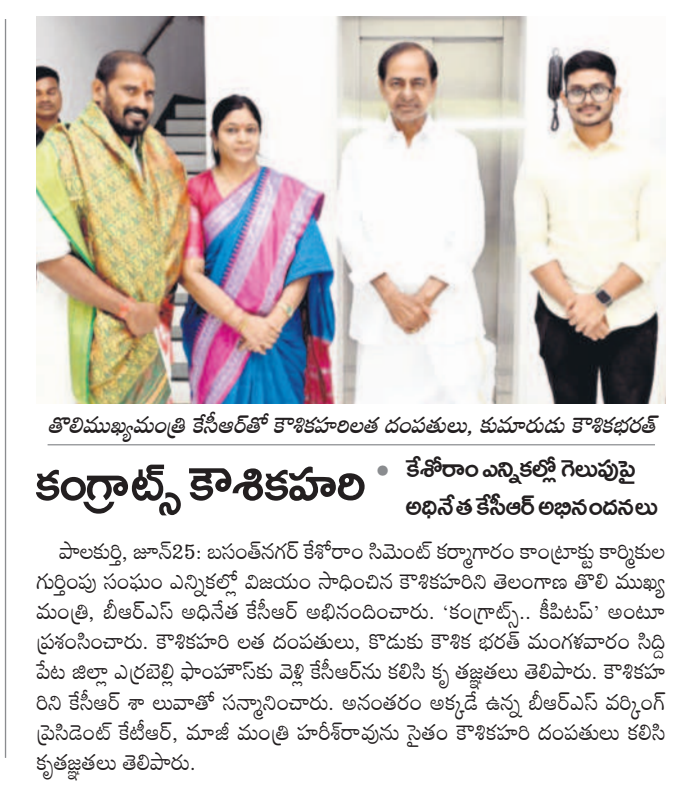 తొలిముఖ్యమంత్రి కేసీఆర్‌తో కౌశికహరిలత దంపతులు, కుమారుడు కౌశికభరత్
కంగ్రాట్స్ కౌశికహరి
• కేశోరాం ఎన్నికల్లో గెలుపుపై
అధినేత కేసీఆర్ అభినందనలు
పాలకుర్తి, జూన్25: బసంత్‌నగర్ కేశోరాం సిమెంట్ కర్మాగారం కాంట్రాక్టు కార్మికుల
గుర్తింపు సంఘం ఎన్నికల్లో విజయం సాధించిన కౌశికహరిని తెలంగాణ తొలి ముఖ్య
మంత్రి, బీఆర్ఎస్ అధినేత కేసీఆర్ అభినందించారు. ‘కంగ్రాట్స్.. కీపిటప్’ అంటూ
ప్రశంసించారు. కౌశికహరి లత దంపతులు, కొడుకు కౌశిక భరత్ మంగళవారం సిద్ది
పేట జిల్లా ఎర్రబెల్లి ఫాంహౌస్‌కు వెళ్లి కేసీఆర్‌ను కలిసి కృ తజ్ఞతలు తెలిపారు. కౌశికహ
రిని కేసీఆర్ శా లువాతో సన్మానించారు. అనంతరం అక్కడే ఉన్న బీఆర్ఎస్ వర్కింగ్
ప్రెసిడెంట్ కేటీఆర్, మాజీ మంత్రి హరీశ్‌రావును సైతం కౌశికహరి దంపతులు కలిసి
కృతజ్ఞతలు తెలిపారు.